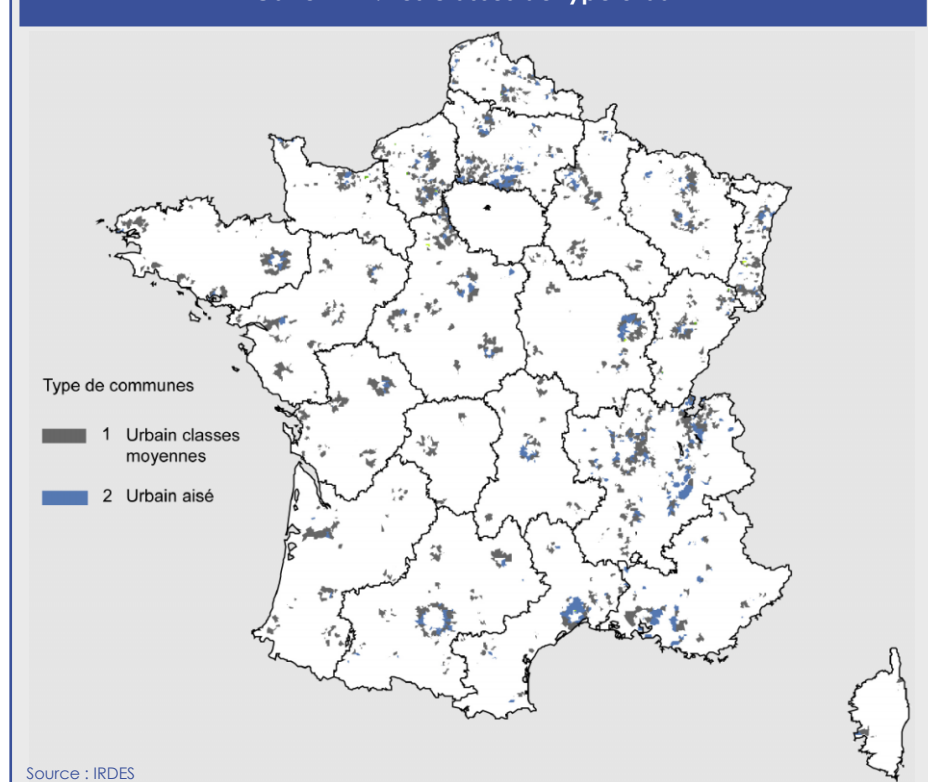 Type de communes
1 Urbain classes
moyennes
2 Urbain aisé
Source : IRDES